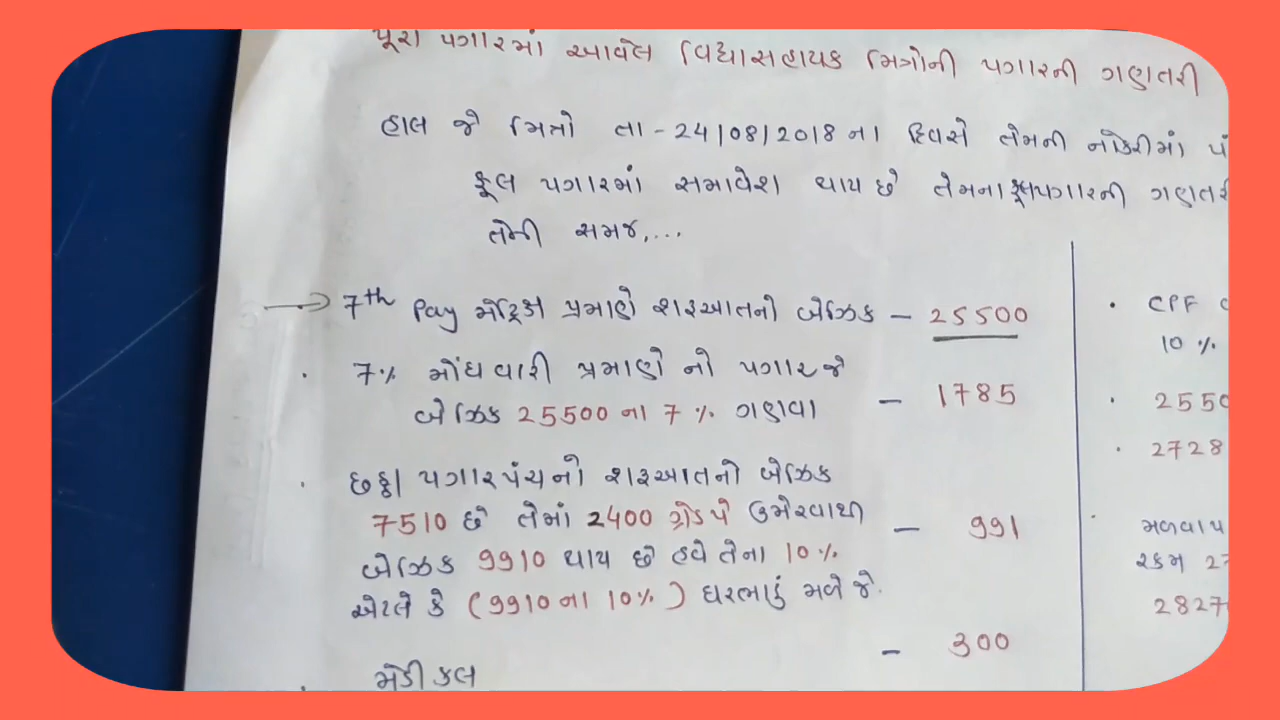 પૂરા પગારમાં આવેલ વિદ્યાસહાયક મિત્રોની પગારની ગણતરી
હાલ જે મિત્રો તા - 24/08/2018 ના દિવસે તેમની નોકરીમાં
ફૂલ પગારમાં સમાવેશ થાય છે તેમના ફૂલપગારની ગણતરી
તેની સમજ,...
→ 7th Pay મેટ્રિક્સ પ્રમાણે શરૂઆતનો બેઝિક - 25500
· 7% મોંઘવારી પ્રમાણે નો પગાર જે
બેઝિક 25500 ના 7% ગણવા - 1785
· છઠ્ઠા પગારપંચનો શરૂઆતનો બેઝિક
7510 છે તેમાં 2400 ગ્રેડ પે ઉમેરવાથી
બેઝિક 9910 થાય છે હવે તેના 10% - 991
એટલે કે (9910 ના 10%) ઘરભાડું મળે જે.
· મેડીકલ - 300
· CPF
10 %
· 2550
· 2728
· મળવાપ
રકમ 27
2827